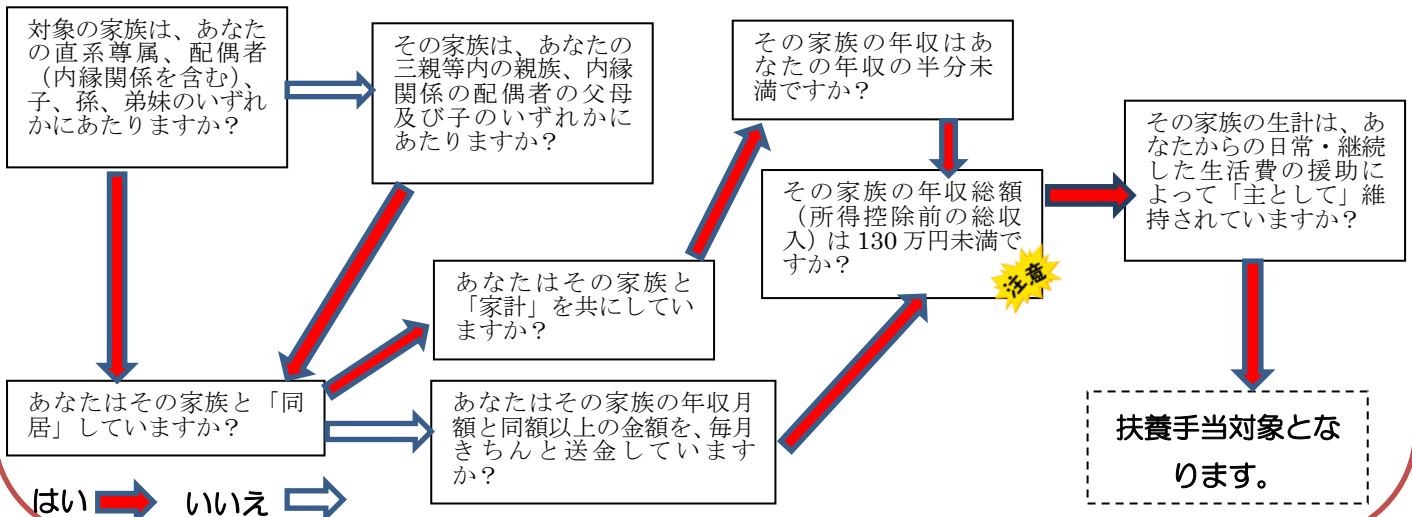 対象の家族は、あなた
の直系尊属、配偶者
（内縁関係を含む）、
子、孫、弟妹のいずれ
かにあたりますか？
その家族は、あなたの
三親等内の親族、内縁
関係の配偶者の父母
及び子のいずれかに
あたりますか？
その家族の年収はあ
なたの年収の半分未
満ですか？
その家族の年収総額
（所得控除前の総収
入）は 130 万円未満で
すか？
注意
その家族の生計は、あ
なたからの日常・継続
した生活費の援助に
よって「主として」維
持されていますか？
あなたはその家族と
「家計」を共にしてい
ますか？
あなたはその家族と「同
居」していますか？
あなたはその家族の年収月
額と同額以上の金額を、毎月
きちんと送金しています
か？
扶養手当対象とな
ります。
はい いいえ